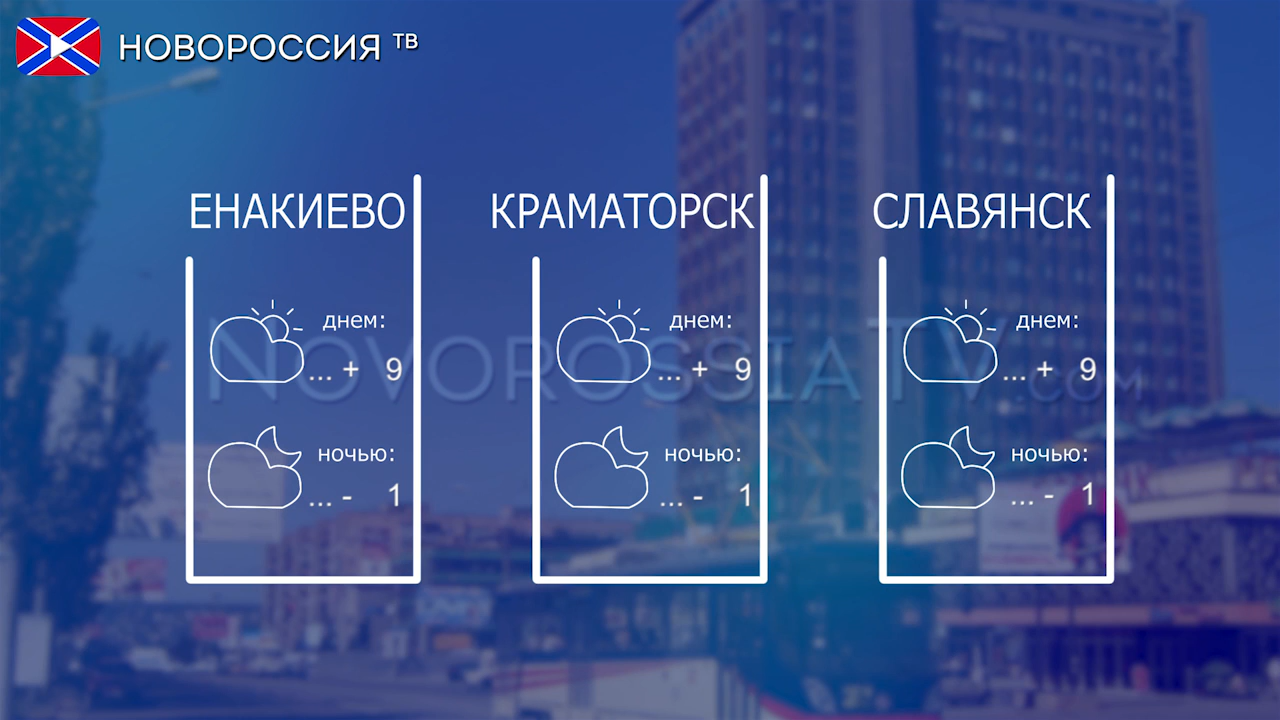 НОВОРОССИЯ ТВ
ЕНАКИЕВО
днем:
... + 9
ночью:
... - 1
КРАМАТОРСК
днем:
... + 9
ночью:
... - 1
СЛАВЯНСК
днем:
... + 9
ночью:
... - 1
NOVOROSSIATV.COM